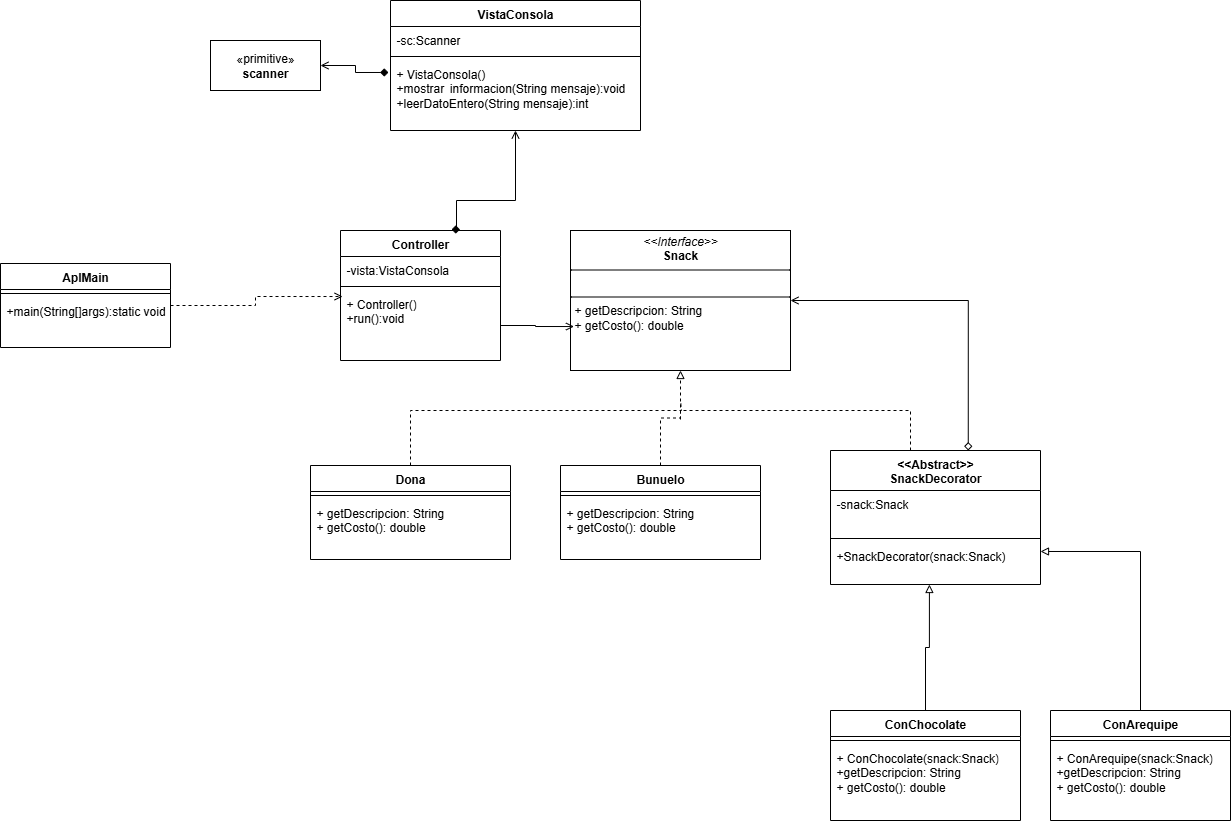 VistaConsola
-sc:Scanner
+ VistaConsola()
+mostrar informacion(String mensaje):void
+leerDatoEntero(String mensaje):int
«primitive»
scanner
Controller
-vista:VistaConsola
+ Controller()
+run():void
<<Interface>>
Snack
+ getDescripcion: String
+ getCosto(): double
AplMain
+main(String[]args):static void
Dona
+ getDescripcion: String
+ getCosto(): double
Bunuelo
+ getDescripcion: String
+ getCosto(): double
<<Abstract>>
SnackDecorator
-snack:Snack
+SnackDecorator(snack:Snack)
ConChocolate
+ ConChocolate(snack:Snack)
+getDescripcion: String
+ getCosto(): double
ConArequipe
+ ConArequipe(snack:Snack)
+getDescripcion: String
+ getCosto(): double